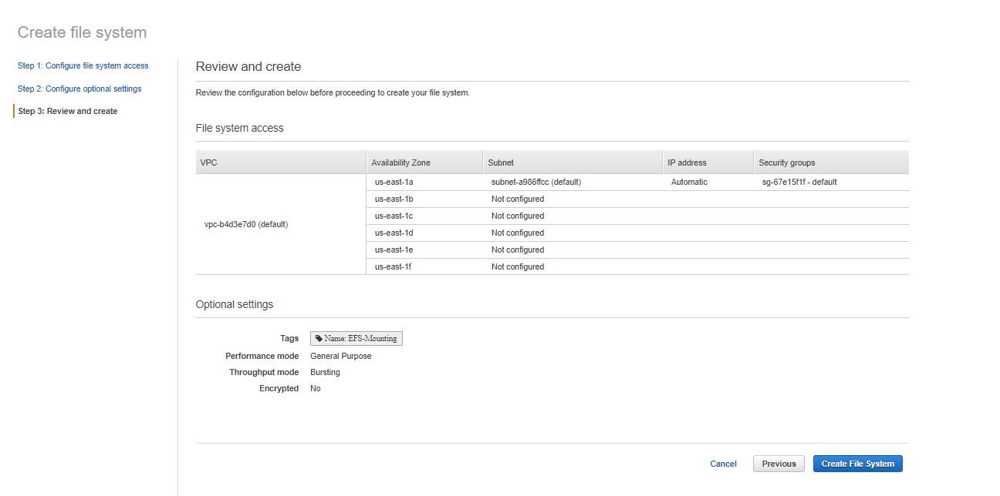 Create file system
Step 1: Configure file system access
Step 2: Configure optional settings
Step 3: Review and create
Review and create
Review the configuration below before proceeding to create your file system.
File system access
VPC Availability Zone Subnet IP address Security groups
us-east-1a subnet-a986ffcc (default) Automatic sg-67e15f1f - default
us-east-1b Not configured
us-east-1c Not configured
vpc-b4d3e7d0 (default)
us-east-1d Not configured
us-east-1e Not configured
us-east-1f Not configured
Optional settings
Tags Name: EFS-Mounting
Performance mode General Purpose
Throughput mode Bursting
Encrypted No
Cancel Previous Create File System